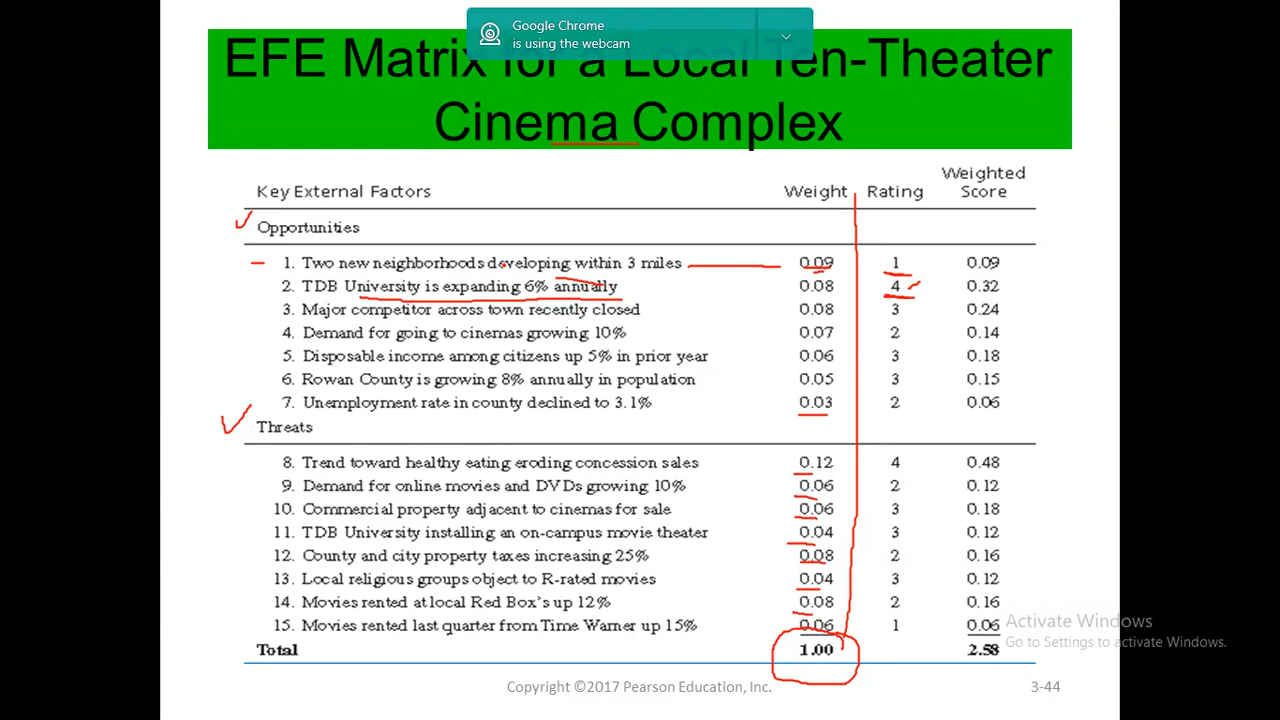 Google Chrome
is using the webcam
EFE Matrix for a Local Ten-Theater
Cinema Complex
Key External Factors Weight Rating Weighted Score
Opportunities
1. Two new neighborhoods developing within 3 miles 0.09 1 0.09
2. TDB University is expanding 6% annually 0.08 4 0.32
3. Major competitor across town recently closed 0.08 3 0.24
4. Demand for going to cinemas growing 10% 0.07 2 0.14
5. Disposable income among citizens up 5% in prior year 0.06 3 0.18
6. Rowan County is growing 8% annually in population 0.05 3 0.15
7. Unemployment rate in county declined to 3.1% 0.03 2 0.06
Threats
8. Trend toward healthy eating eroding concession sales 0.12 4 0.48
9. Demand for online movies and DVDs growing 10% 0.06 2 0.12
10. Commercial property adjacent to cinemas for sale 0.06 3 0.18
11. TDB University installing an on-campus movie theater 0.04 3 0.12
12. County and city property taxes increasing 25% 0.08 2 0.16
13. Local religious groups object to R-rated movies 0.04 3 0.12
14. Movies rented at local Red Box's up 12% 0.08 2 0.16
15. Movies rented last quarter from Time Warner up 15% 0.06 1 0.06
Total 1.00 2.58
Activate Windows
Go to Settings to activate Windows.
Copyright ©2017 Pearson Education, Inc. 3-44